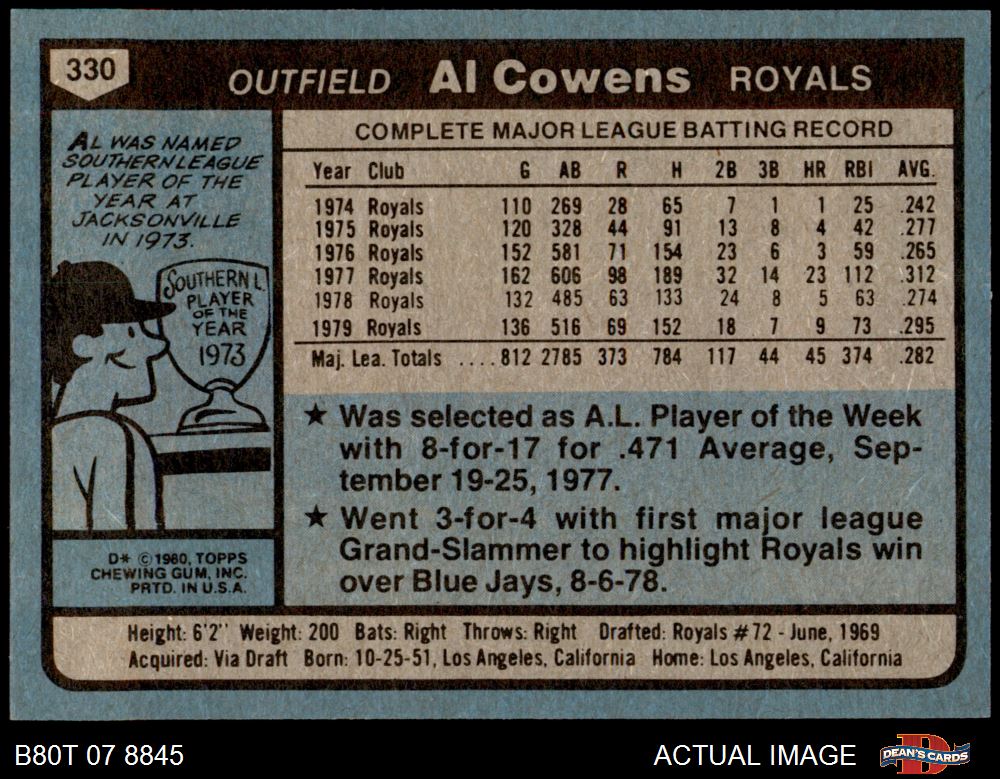 330
OUTFIELD Al Cowens ROYALS
AL WAS NAMED
SOUTHERN LEAGUE
PLAYER OF THE
YEAR AT
JACKSONVILLE
IN 1973.
SOUTHERN L.
PLAYER
OF THE
YEAR
1973
D* © 1980, TOPPS
CHEWING GUM, INC.
PRTD. IN U.S.A.
COMPLETE MAJOR LEAGUE BATTING RECORD
Year Club G AB R H 2B 3B HR RBI AVG.
1974 Royals 110 269 28 65 7 1 1 25 .242
1975 Royals 120 328 44 91 13 8 4 42 .277
1976 Royals 152 581 71 154 23 6 3 59 .265
1977 Royals 162 606 98 189 32 14 23 112 .312
1978 Royals 132 485 63 133 24 8 5 63 .274
1979 Royals 136 516 69 152 18 7 9 73 .295
Maj. Lea. Totals ....812 2785 373 784 117 44 45 374 .282
★ Was selected as A.L. Player of the Week
with 8-for-17 for .471 Average, Sep-
tember 19-25, 1977.
★ Went 3-for-4 with first major league
Grand-Slammer to highlight Royals win
over Blue Jays, 8-6-78.
Height: 6'2" Weight: 200 Bats: Right Throws: Right Drafted: Royals #72 - June, 1969
Acquired: Via Draft Born: 10-25-51, Los Angeles, California Home: Los Angeles, California
B80T 07 8845
ACTUAL IMAGE
DEAN'S CARDS